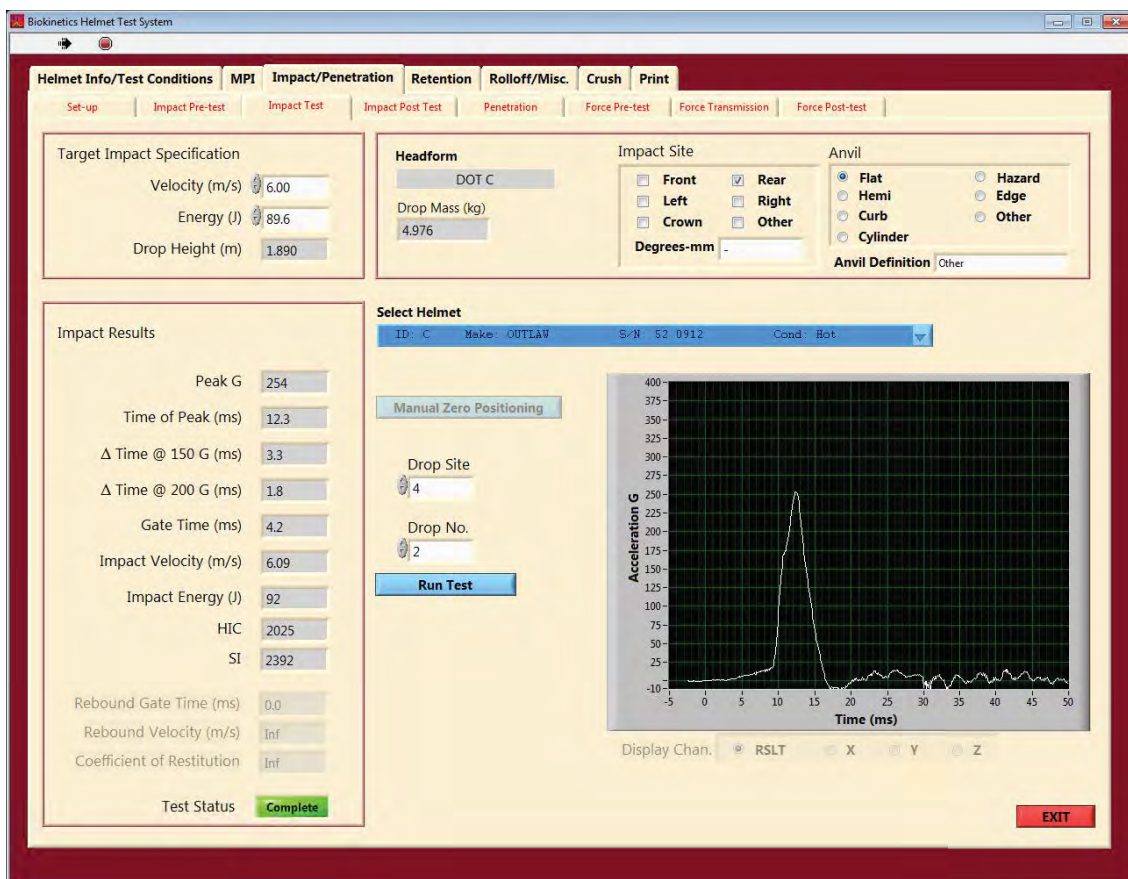 Biokinetics Helmet Test System
Helmet Info/Test Conditions MPI Impact/Penetration Retention Rolloff/Misc. Crush Print
Set-up Impact Pre-test Impact Test Impact Post Test Penetration Force Pre-test Force Transmission Force Post-test
Target Impact Specification
Velocity (m/s) 6.00
Energy (J) 89.6
Drop Height (m) 1.890
Headform
DOT C
Drop Mass (kg)
4.976
Impact Site
Front Rear
Left Right
Crown Other
Degrees-mm -
Anvil
Flat Hazard
Hemi Edge
Curb Other
Cylinder
Anvil Definition Other
Impact Results
Peak G 254
Time of Peak (ms) 12.3
Δ Time @ 150 G (ms) 3.3
Δ Time @ 200 G (ms) 1.8
Gate Time (ms) 4.2
Impact Velocity (m/s) 6.09
Impact Energy (J) 92
HIC 2025
SI 2392
Rebound Gate Time (ms) 0.0
Rebound Velocity (m/s) Inf
Coefficient of Restitution Inf
Test Status Complete
Select Helmet
ID: C Make: OUTLAW S/N 52 0912 Cond: Hot
Manual Zero Positioning
Drop Site
4
Drop No.
2
Run Test
Acceleration G
400
375
350
325
300
275
250
225
200
175
150
125
100
75
50
25
-10
-5 0 5 10 15 20 25 30 35 40 45 50
Time (ms)
Display Chan. RSLT X Y Z
EXIT